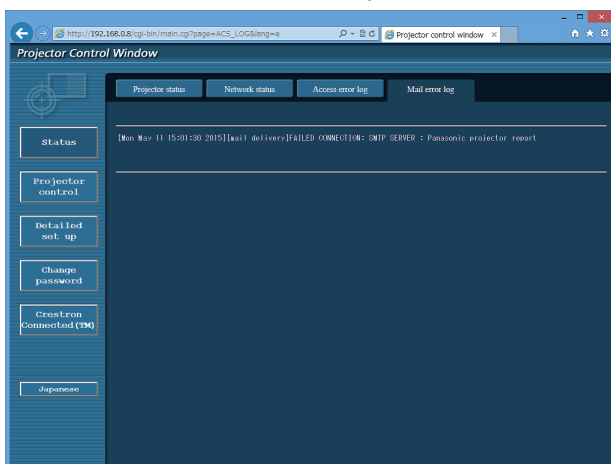 http://192.168.0.8/cgi-bin/main.cgi?page=ACS_LOG&lang=e
Projector control window
Projector Control Window
Projector status
Network status
Access error log
Mail error log
[Mon May 11 15:01:30 2015][mail delivery]FAILED CONNECTION: SMTP SERVER : Panasonic projector report
Status
Projector
control
Detailed
set up
Change
password
Crestron
Connected(TM)
Japanese